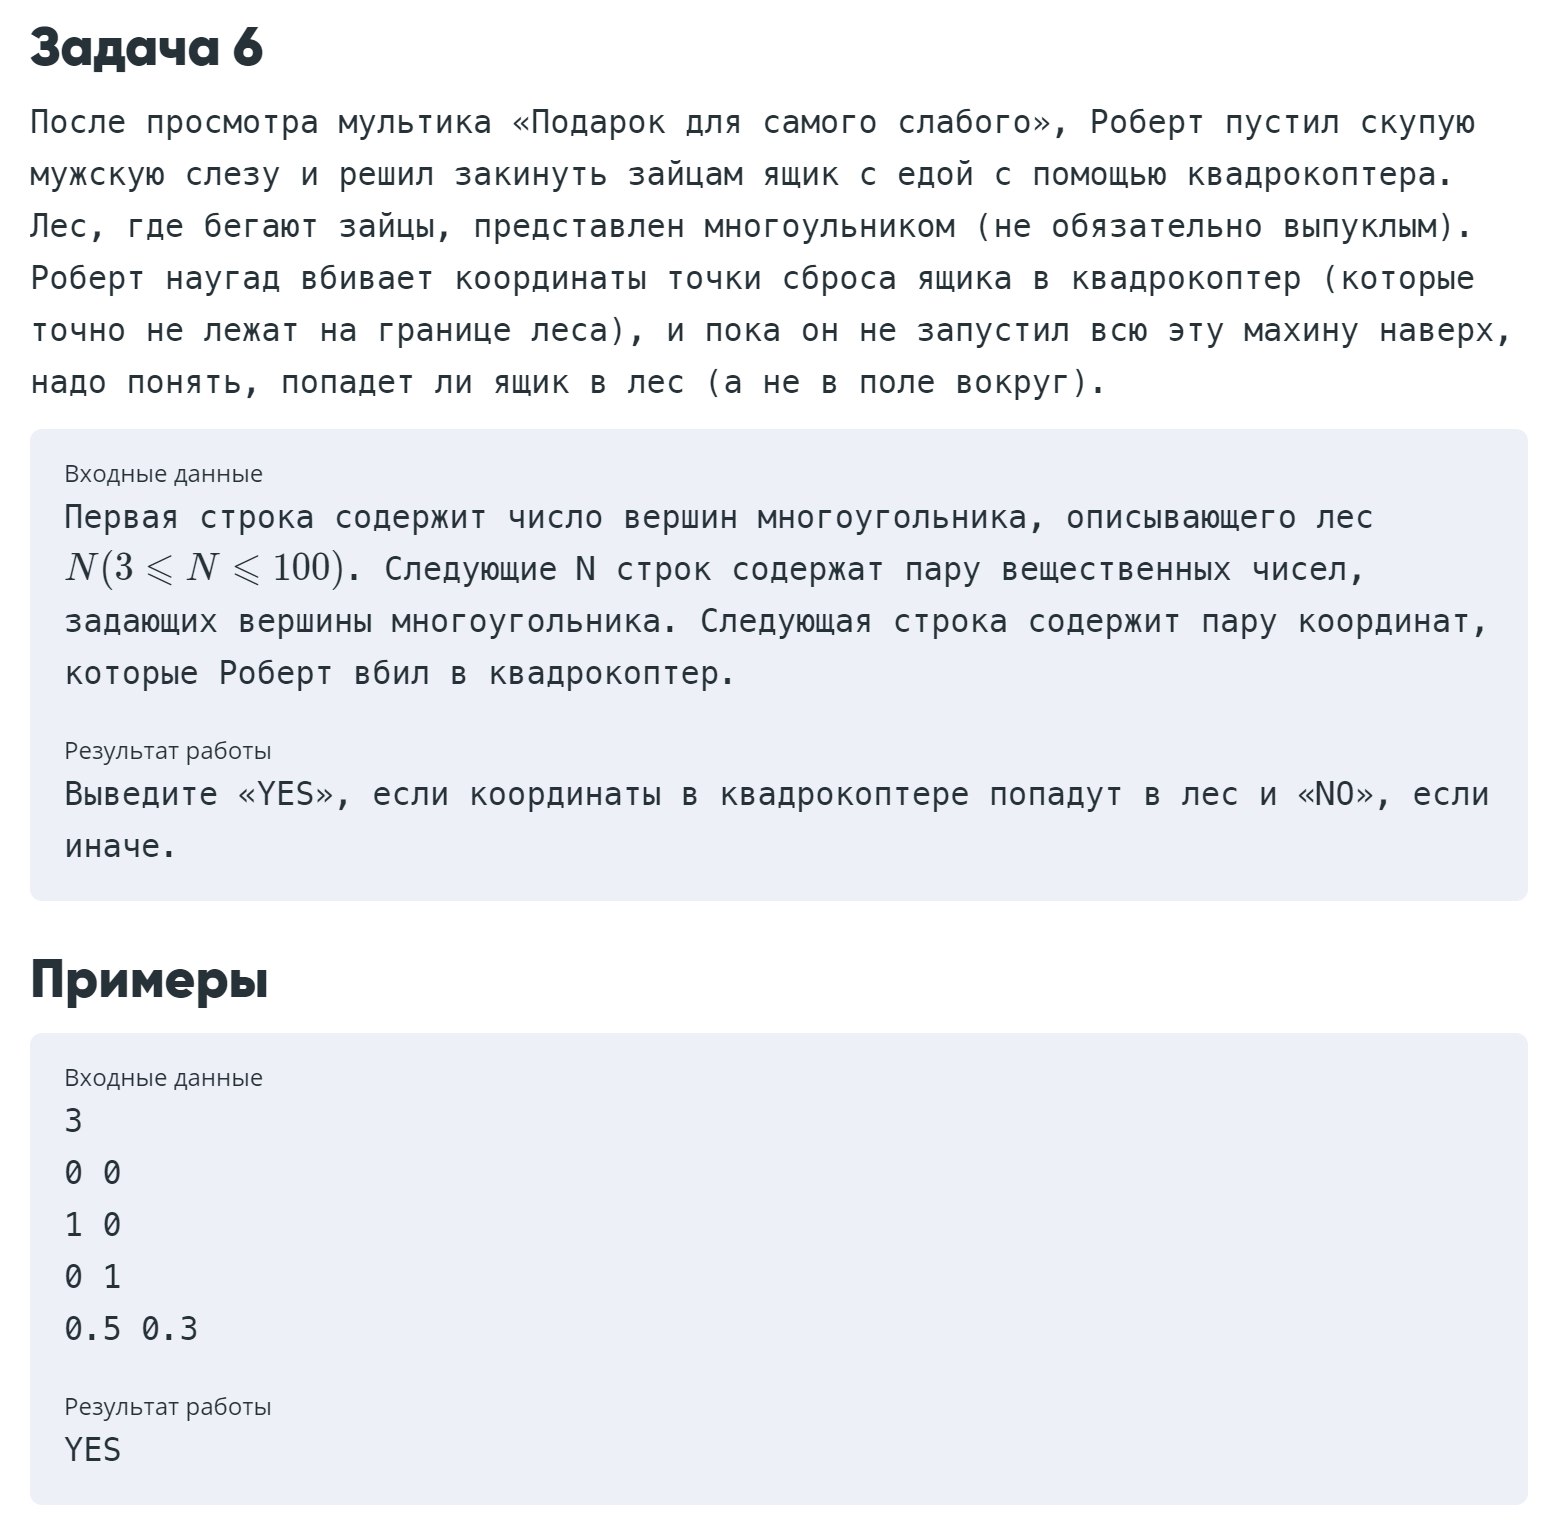 Задача 6
После просмотра мультика «Подарок для самого слабого», Роберт пустил скупую
мужскую слезу и решил закинуть зайцам ящик с едой с помощью квадрокоптера.
Лес, где бегают зайцы, представлен многоульником (не обязательно выпуклым).
Роберт наугад вбивает координаты точки сброса ящика в квадрокоптер (которые
точно не лежат на границе леса), и пока он не запустил всю эту махину наверх,
надо понять, попадет ли ящик в лес (а не в поле вокруг).
Входные данные
Первая строка содержит число вершин многоугольника, описывающего лес
N(3 ⩽ N ⩽ 100). Следующие N строк содержат пару вещественных чисел,
задающих вершины многоугольника. Следующая строка содержит пару координат,
которые Роберт вбил в квадрокоптер.
Результат работы
Выведите «YES», если координаты в квадрокоптере попадут в лес и «NO», если
иначе.
Примеры
Входные данные
3
0 0
1 0
0 1
0.5 0.3
Результат работы
YES